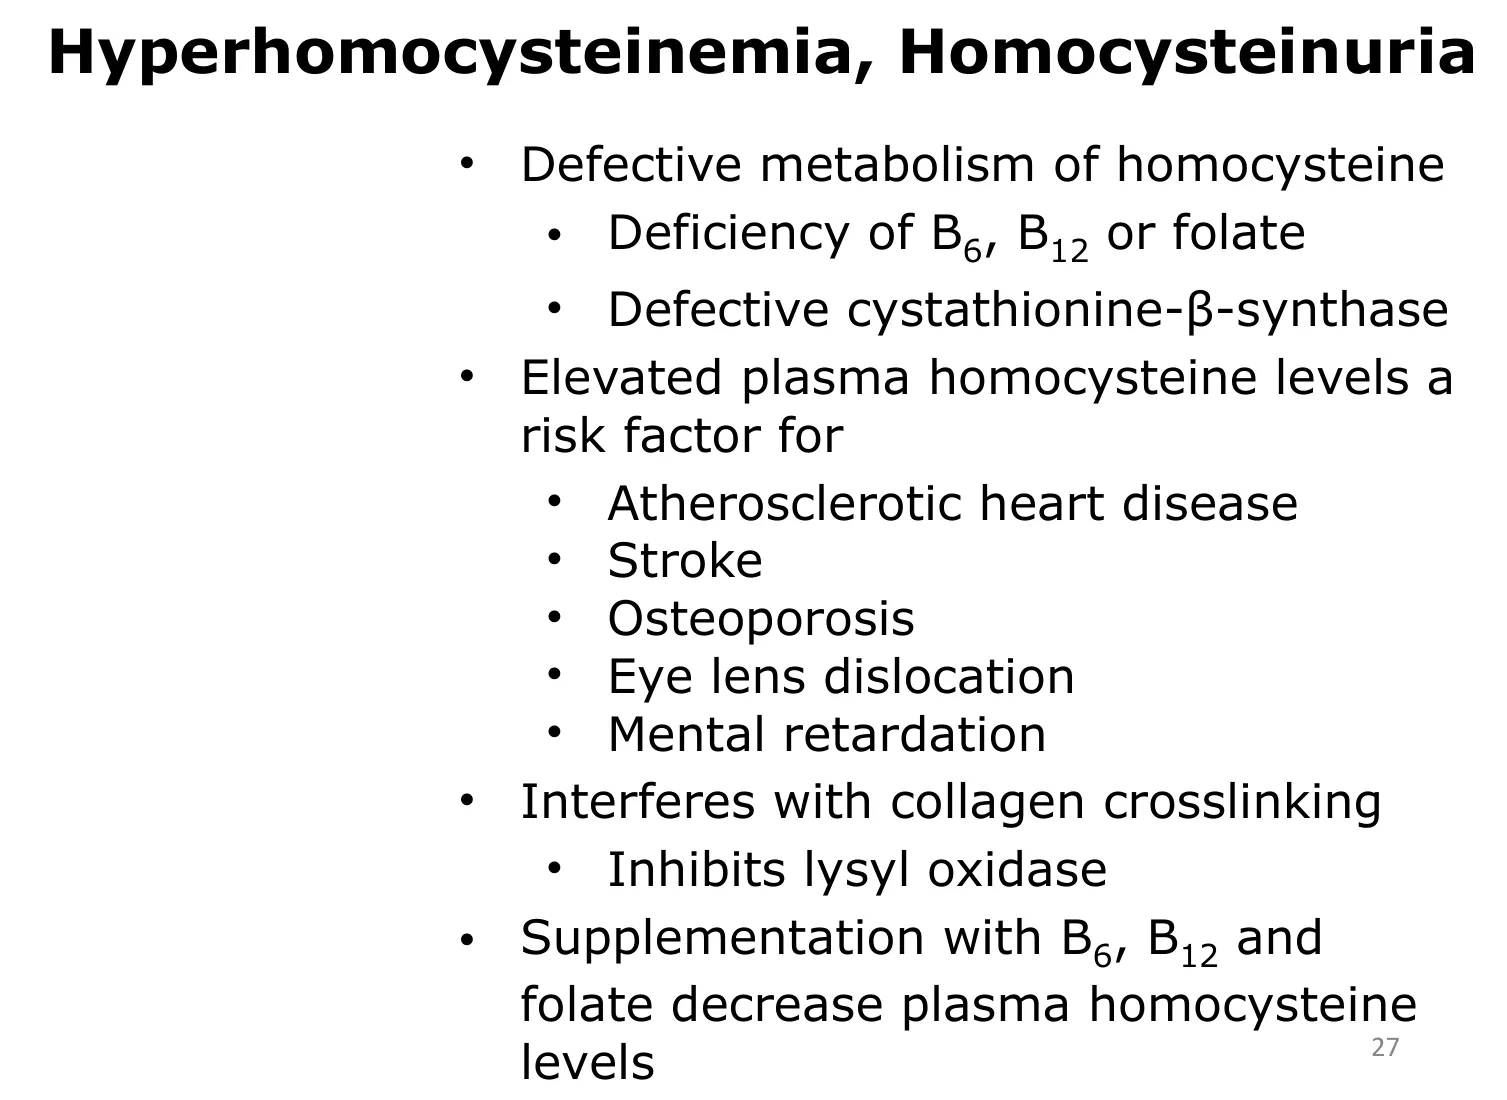 Hyperhomocysteinemia, Homocysteinuria
• Defective metabolism of homocysteine
• Deficiency of B₆, B₁₂ or folate
• Defective cystathionine-β-synthase
• Elevated plasma homocysteine levels a
risk factor for
• Atherosclerotic heart disease
• Stroke
• Osteoporosis
• Eye lens dislocation
• Mental retardation
• Interferes with collagen crosslinking
• Inhibits lysyl oxidase
• Supplementation with B₆, B₁₂ and
folate decrease plasma homocysteine
levels
27